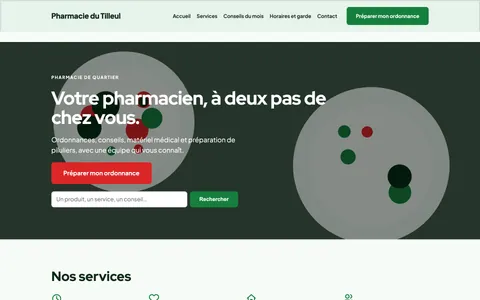 Pharmacie du Tilleul
Accueil Services Conseils du mois Horaires et garde Contact Préparer mon ordonnance
PHARMACIE DE QUARTIER
Votre pharmacien, à deux pas de
chez vous.
Ordonnances, conseils, matériel médical et préparation de
piluliers, avec une équipe qui vous connaît.
Préparer mon ordonnance
Un produit, un service, un conseil…
Rechercher
Nos services